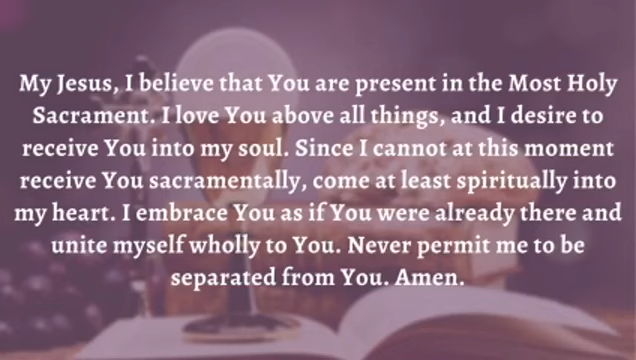 My Jesus, I believe that You are present in the Most Holy
Sacrament. I love You above all things, and I desire to
receive You into my soul. Since I cannot at this moment
receive You sacramentally, come at least spiritually into
my heart. I embrace You as if You were already there and
unite myself wholly to You. Never permit me to be
separated from You. Amen.